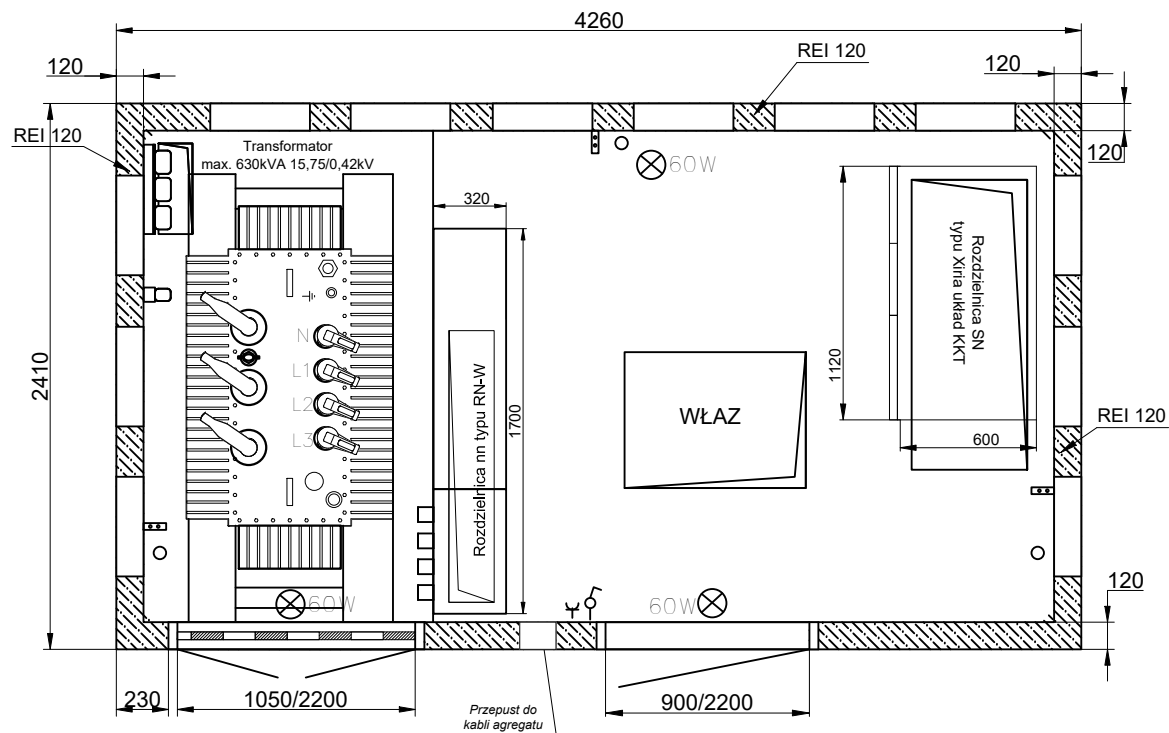 4260
REI 120
120
120
REI 120
2410
120
Transformator
max. 630kVA 15,75/0,42kV
60W
320
N
L1
L2
L3
Rozdzielnica nn typu RN-W
1700
WŁAZ
1120
Rozdzielnica SN
typu Xiria układ KKT
600
REI 120
60W
60W
120
230
1050/2200
900/2200
Przepust do
kabli agregatu